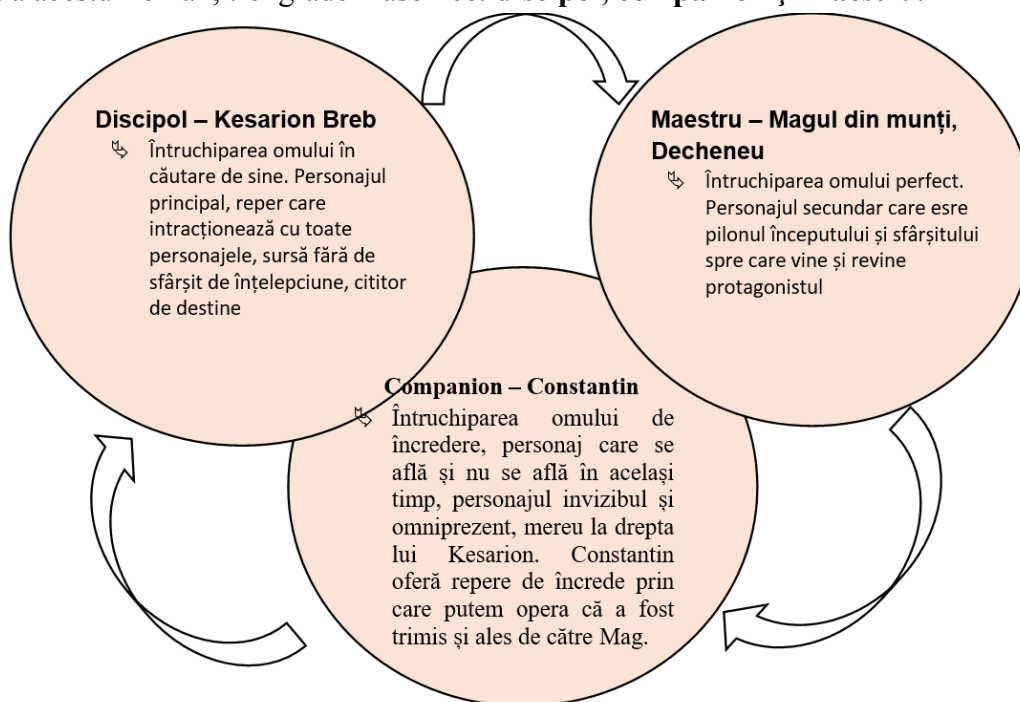 Discipol – Kesarion Breb
Întruchiparea omului în
căutare de sine. Personajul
principal, reper care
intracționează cu toate
personajele, sursă fără de
sfârșit de înțelepciune, cititor
de destine
Maestru – Magul din munți,
Decheneu
Întruchiparea omului perfect.
Personajul secundar care esre
pilonul începutului și sfârșitului
spre care vine și revine
protagonistul
Companion – Constantin
Întruchiparea omului de
încredere, personaj care se
află și nu se află în același
timp, personajul invizibul și
omniprezent, mereu la drepta
lui Kesarion. Constantin
oferă repere de încrede prin
care putem opera că a fost
trimis și ales de către Mag.